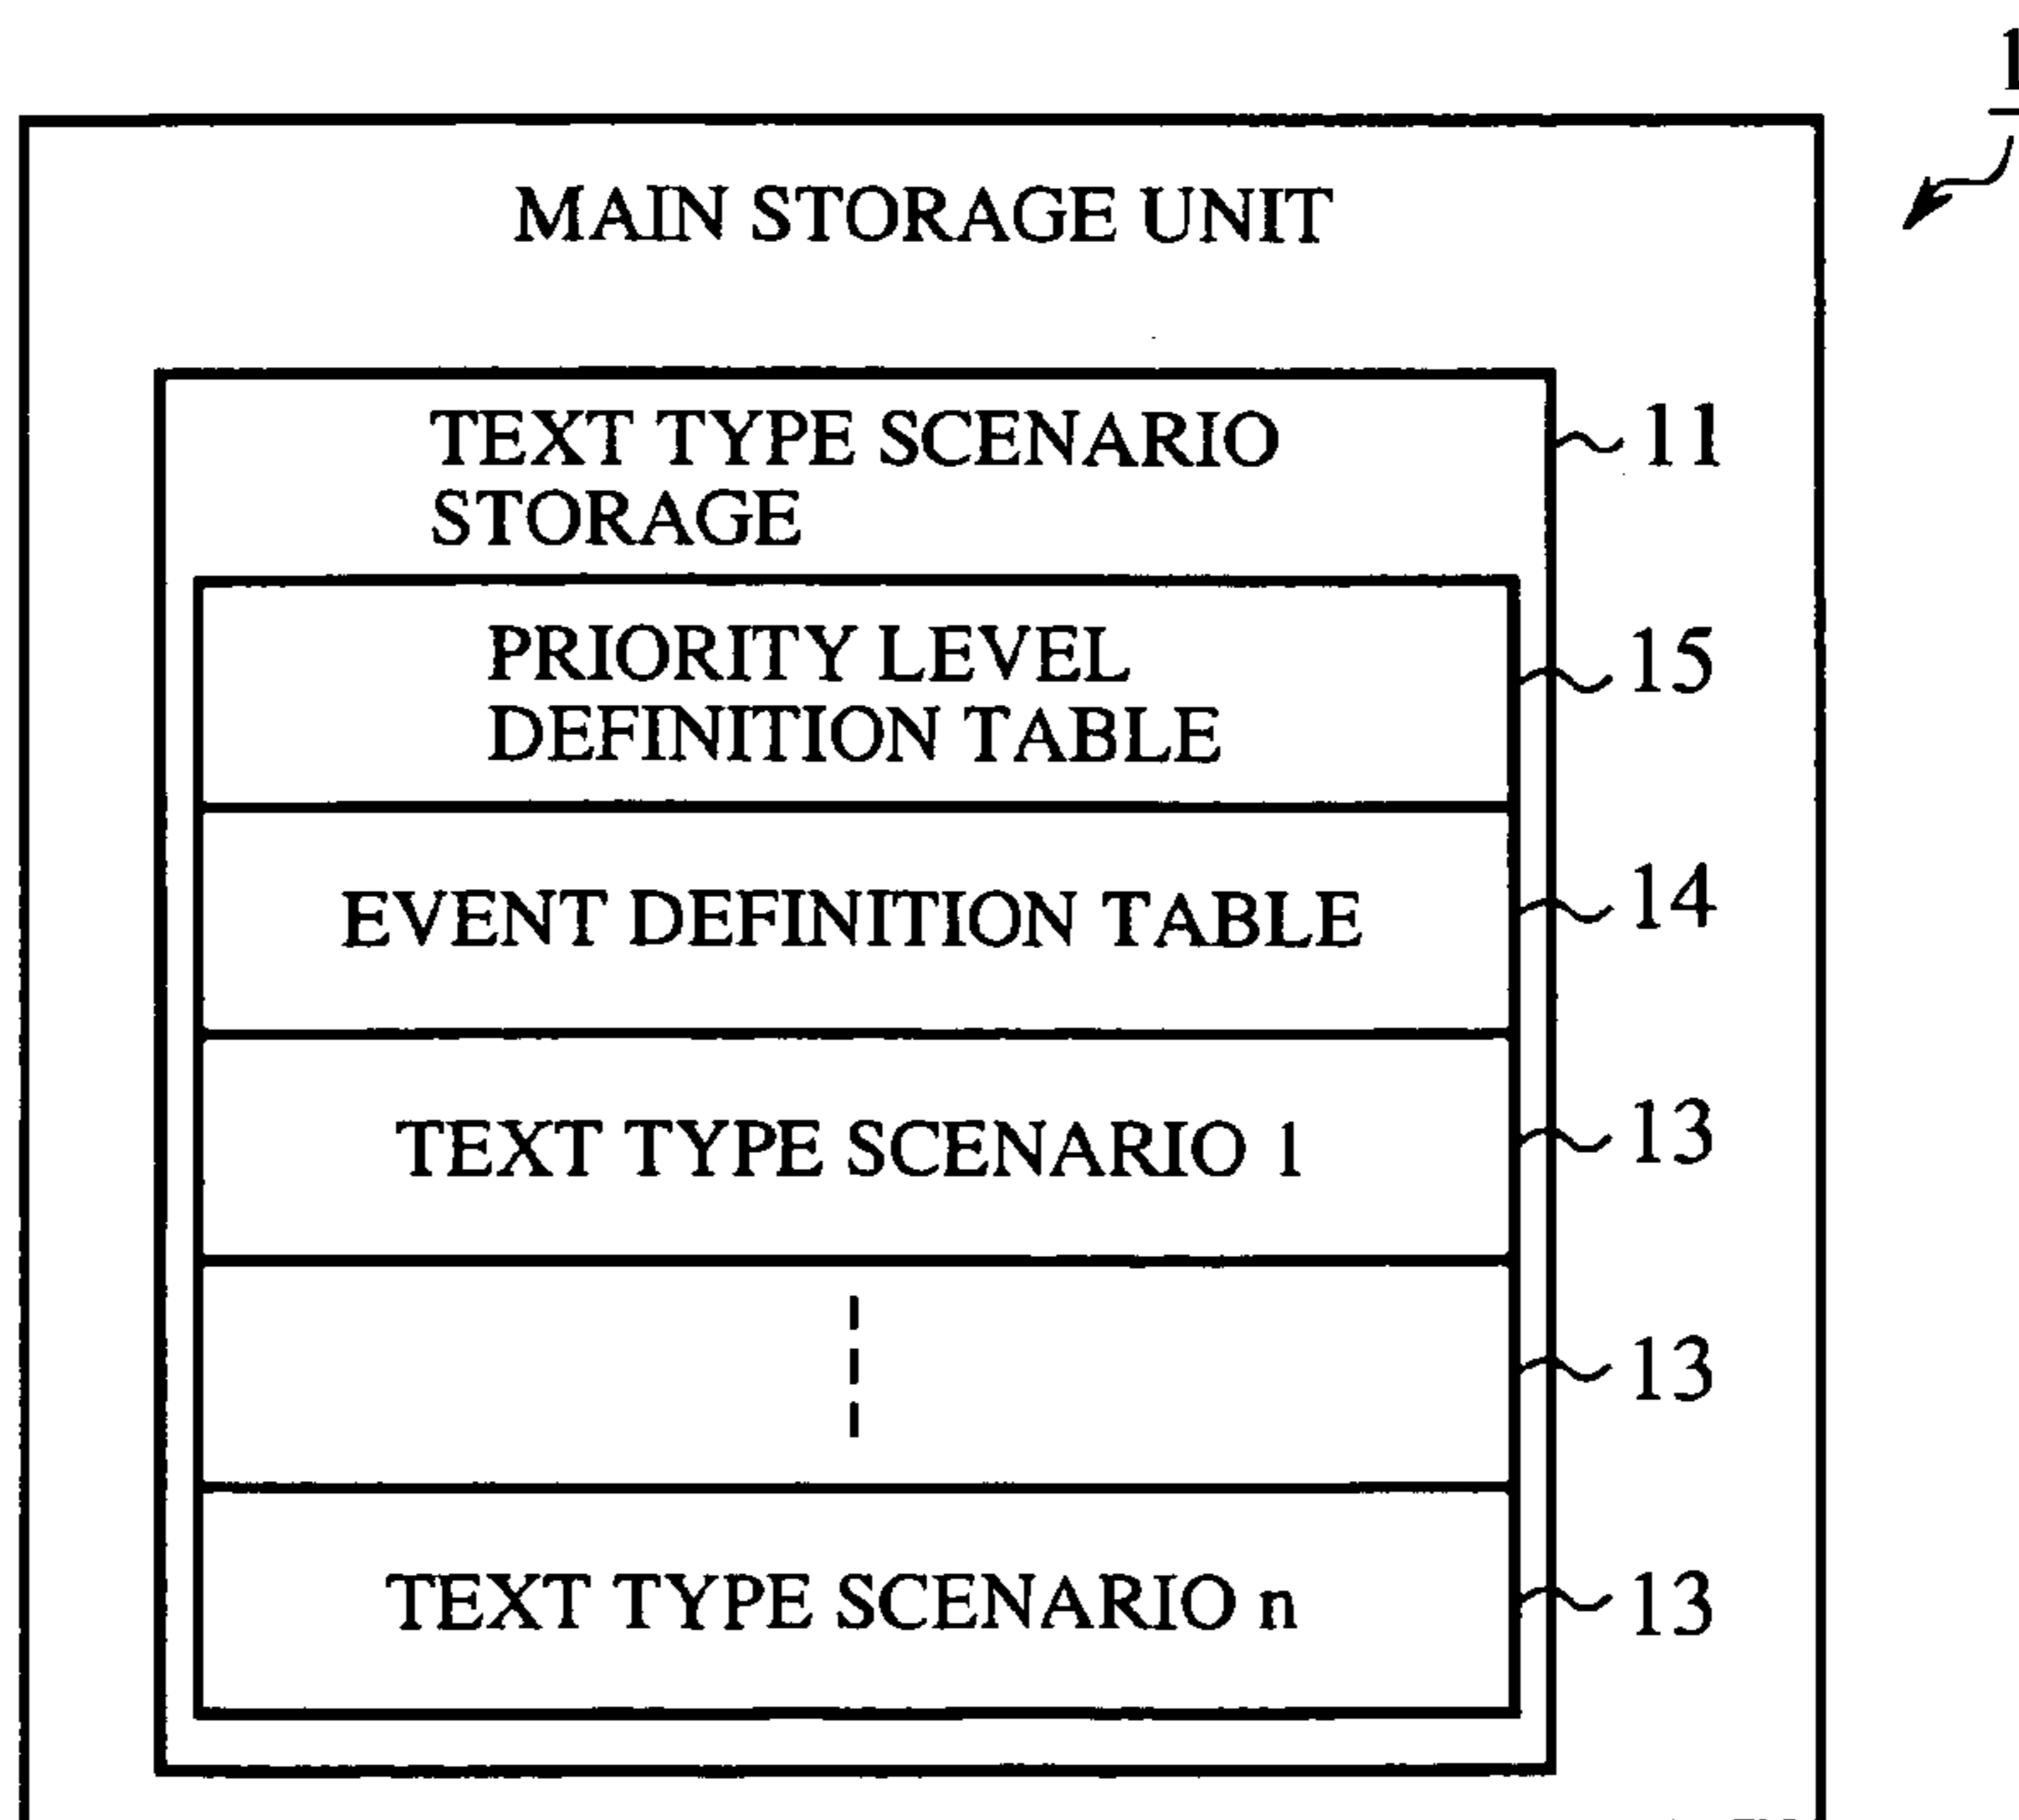 1
MAIN STORAGE UNIT
TEXT TYPE SCENARIO
STORAGE
11
PRIORITY LEVEL
DEFINITION TABLE
15
EVENT DEFINITION TABLE
14
TEXT TYPE SCENARIO 1
13
13
TEXT TYPE SCENARIO n
13